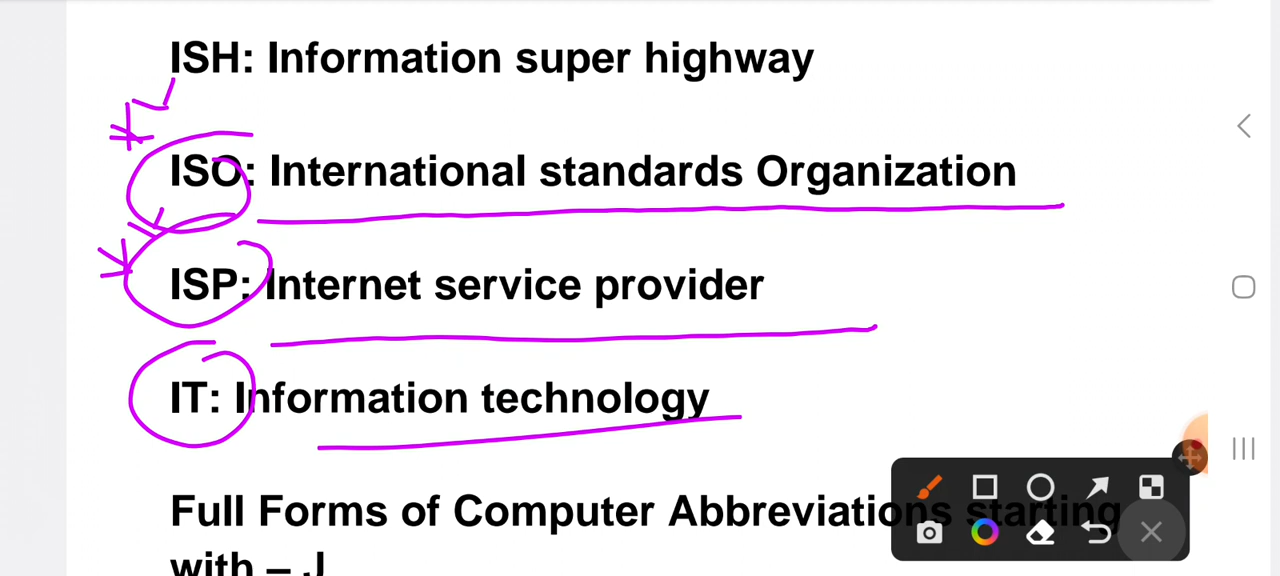 ISH: Information super highway
ISO: International standards Organization
ISP: Internet service provider
IT: Information technology
Full Forms of Computer Abbreviations starting
with – J